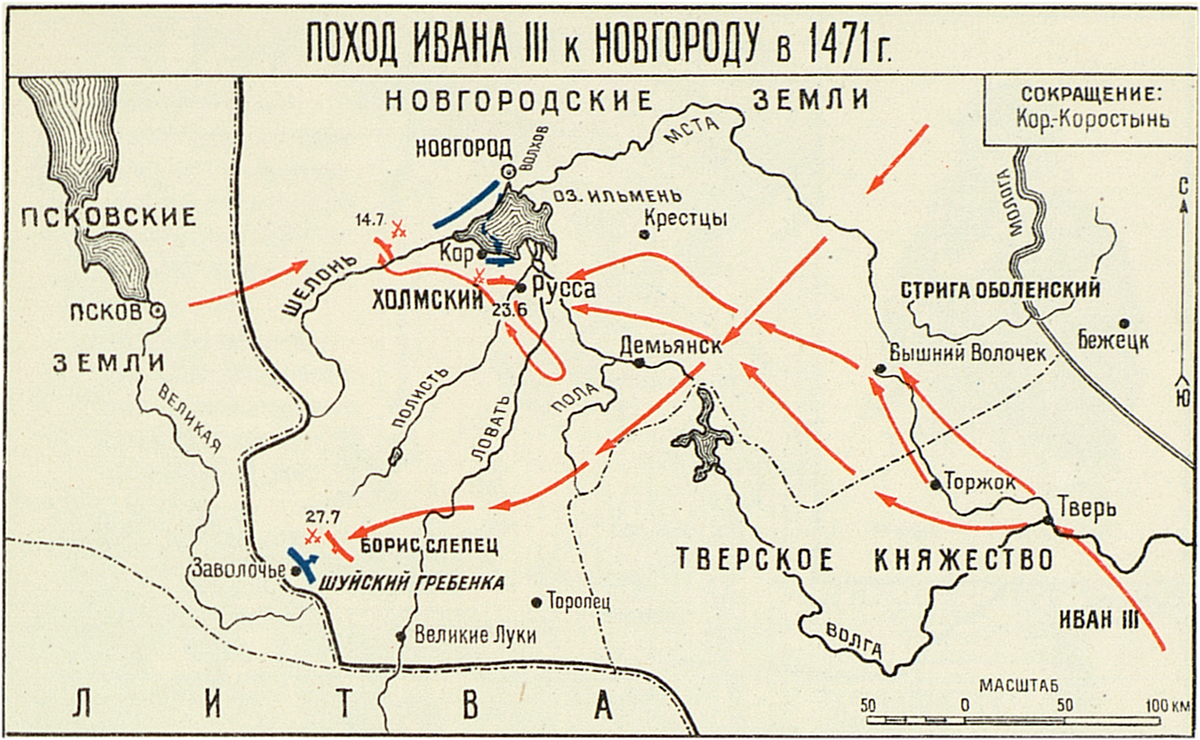 ПОХОД ИВАНА III К НОВГОРОДУ В 1471 г.
НОВГОРОДСКИЕ ЗЕМЛИ
СОКРАЩЕНИЕ:
Кор.-Коростынь
МСТА
НОВГОРОД
ВОЛХОВ
МОЛОГА
С
Ю
ПСКОВСКИЕ
ЗЕМЛИ
14.7
ОЗ. ИЛЬМЕНЬ
Крестцы
Кор
ШЕЛОНЬ
ХОЛМСКИЙ
Русса
23.6
СТРИГА ОБОЛЕНСКИЙ
ПСКОВ
Бежецк
Демьянск
Вышний Волочек
ВЕЛИКАЯ
ПОЛИСТЬ
ЛОВАТЬ
ПОЛА
Торжок
Тверь
27.7
БОРИС СЛЕПЕЦ
ТВЕРСКОЕ КНЯЖЕСТВО
Заволочье
ШУЙСКИЙ ГРЕБЕНКА
Торопец
ИВАН III
Великие Луки
ВОЛГА
ЛИТВА
МАСШТАБ
50 0 50 100 км